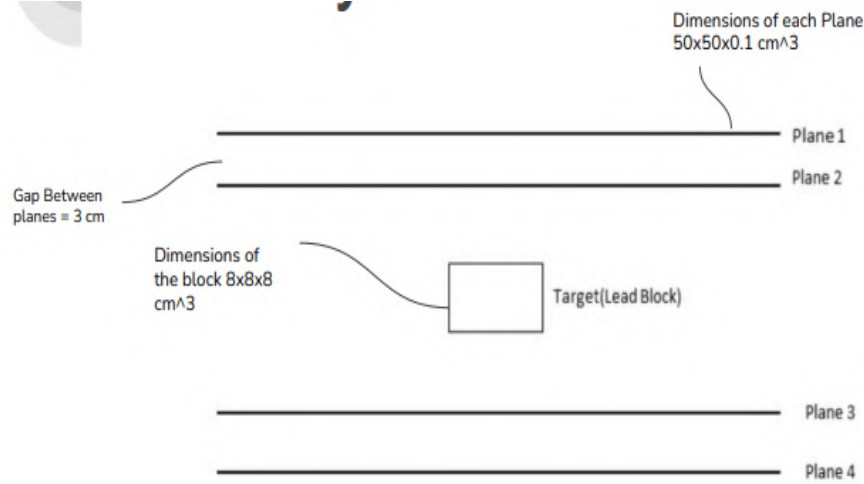 Dimensions of each Plane
50x50x0.1 cm^3
Plane 1
Plane 2
Gap Between
planes = 3 cm
Dimensions of
the block 8x8x8
cm^3
Target(Lead Block)
Plane 3
Plane 4